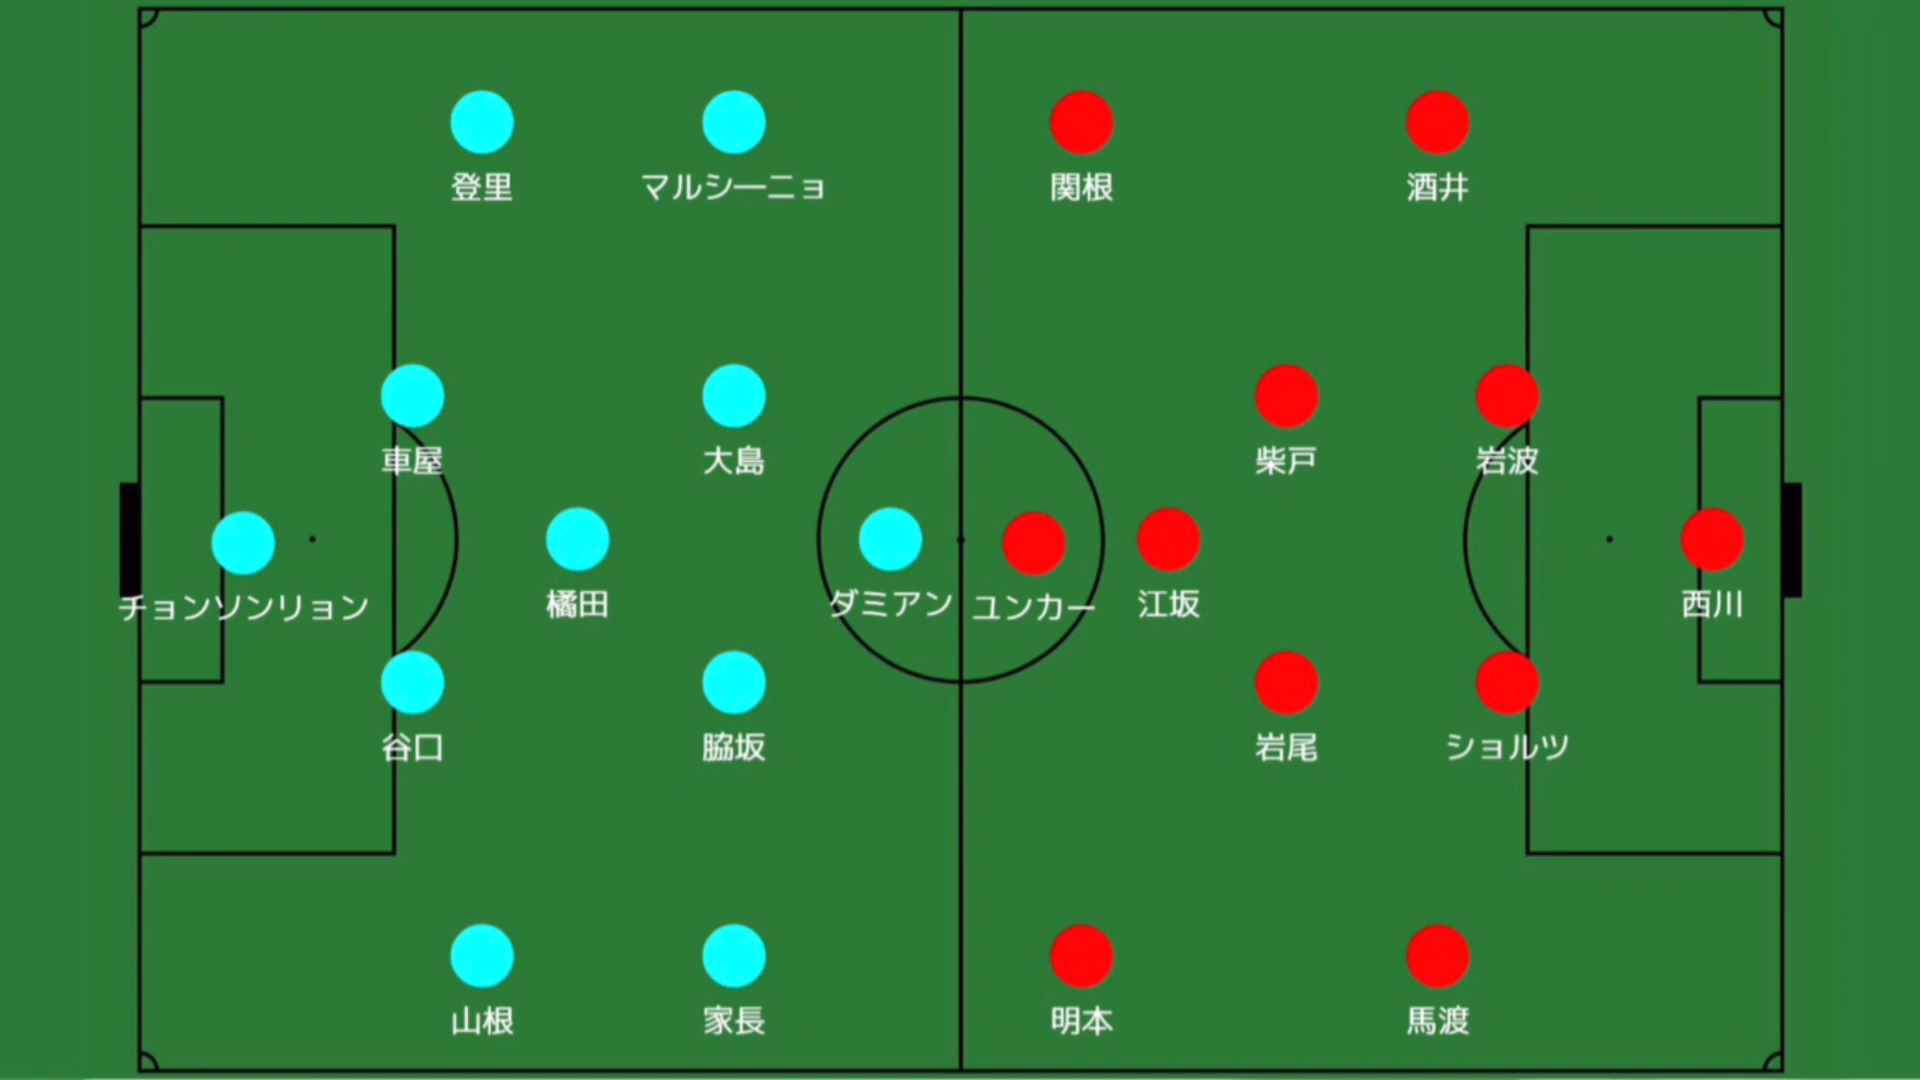 登里
マルシーニョ
関根
酒井
車屋
大島
柴戸
岩波
チョンソンリョン
橘田
ダミアン
ユンカー
江坂
西川
谷口
脇坂
岩尾
ショルツ
山根
家長
明本
馬渡